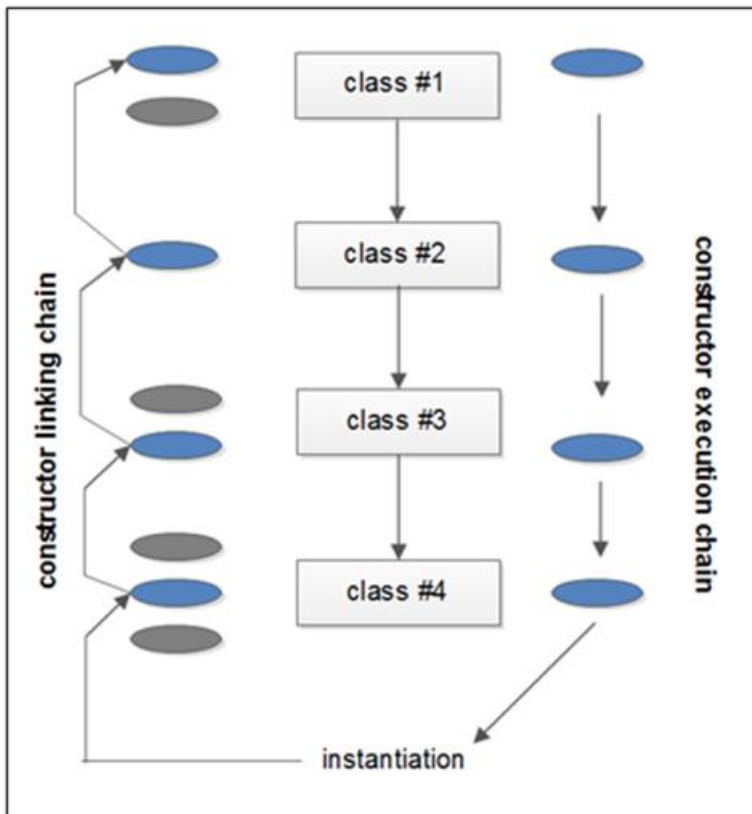 class #1
class #2
class #3
class #4
constructor linking chain
constructor execution chain
instantiation